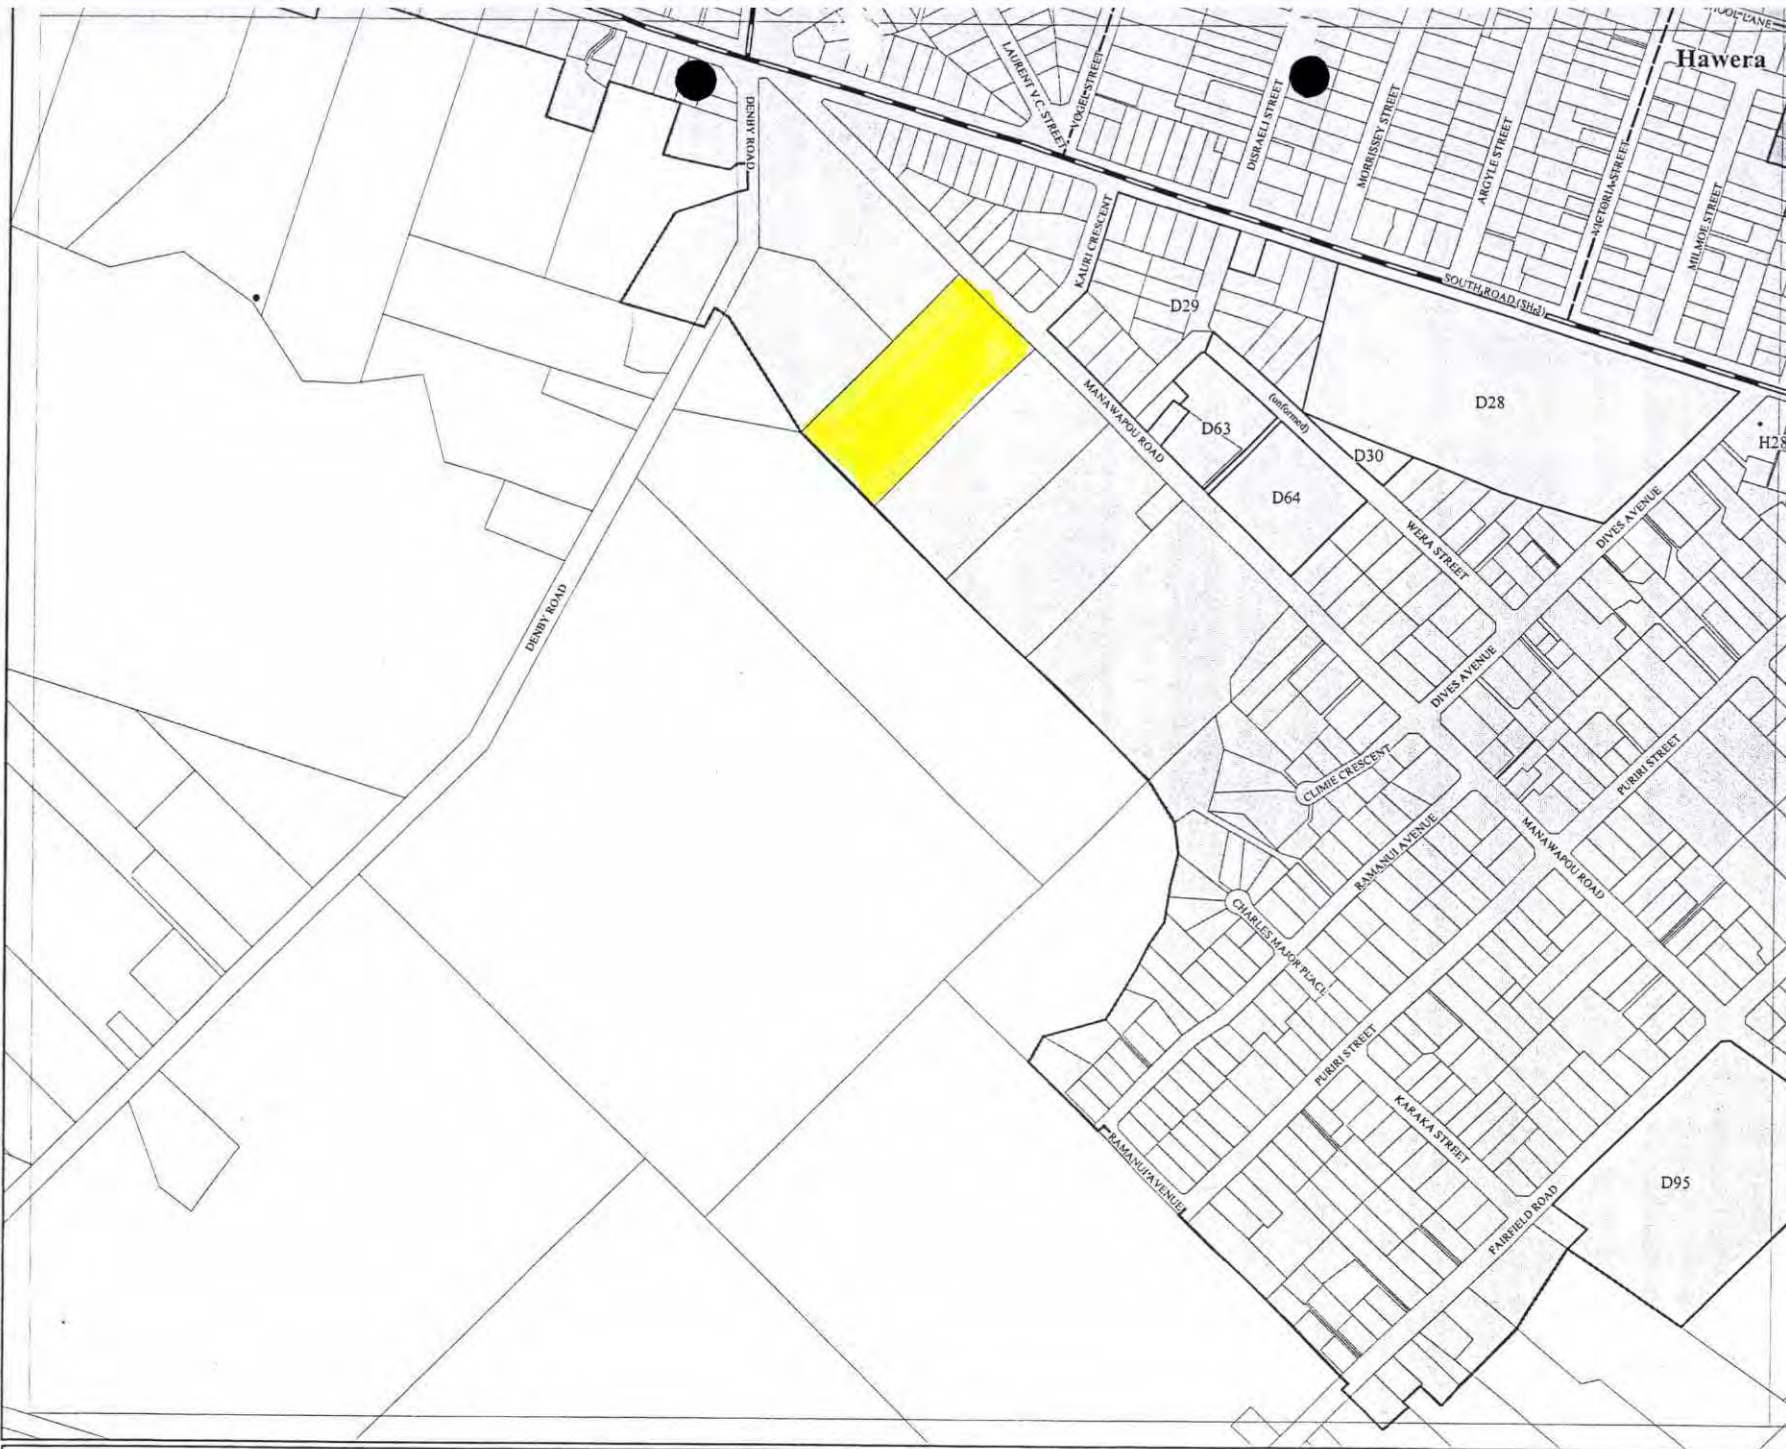 Hawera
LAURENT V.C. STREET
VOGEL STREET
DISRAELI STREET
MORRISSEY STREET
ARGYLE STREET
VICTORIA STREET
MILMOE STREET
DENBY ROAD
KAURI CRESCENT
SOUTH ROAD (SH3)
D29
D28
H28
MANAWAPOU ROAD
(unformed)
D63
D30
D64
WERA STREET
DIVES AVENUE
DENBY ROAD
DIVES AVENUE
CLIMIE CRESCENT
PURIRI STREET
RAMANUI AVENUE
MANAWAPOU ROAD
CHARLES MAJOR PLACE
PURIRI STREET
KARAKA STREET
RAMANUI AVENUE
D95
FAIRFIELD ROAD